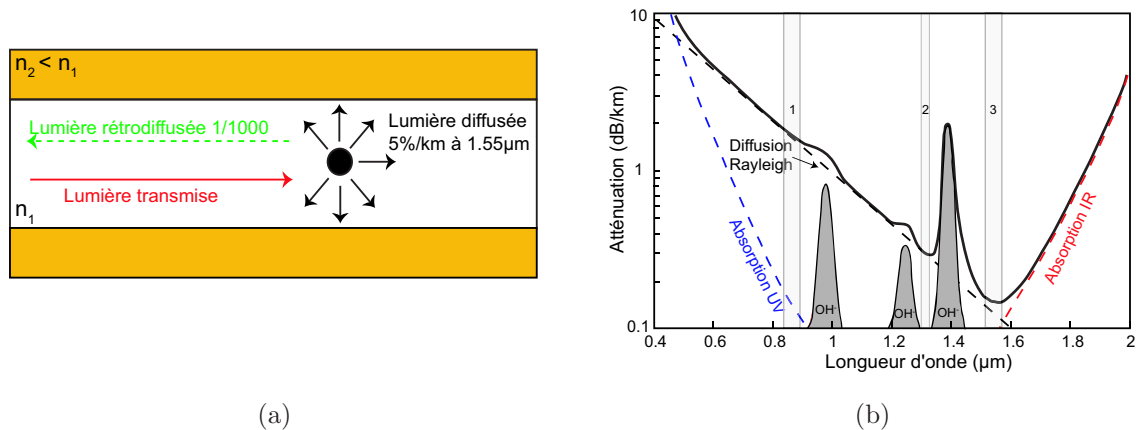 n2 < n1
Lumière rétrodiffusée 1/1000
Lumière diffusée
5%/km à 1.55µm
Lumière transmise
n1
(a)
Atténuation (dB/km)
10
1
0.1
1
2
3
Diffusion
Rayleigh
Absorption UV
Absorption IR
OH-
OH-
OH-
0.4
0.6
0.8
1
1.2
1.4
1.6
1.8
2
Longueur d'onde (µm)
(b)